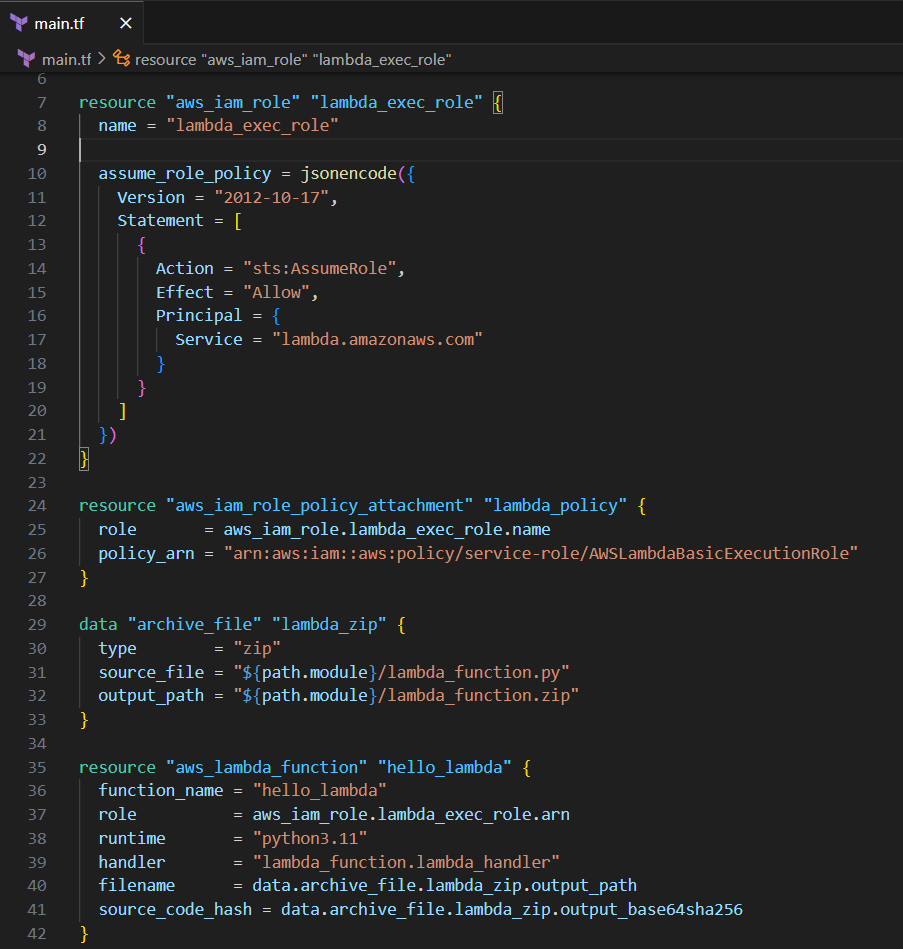 main.tf
main.tf > resource "aws_iam_role" "lambda_exec_role"
6
7 resource "aws_iam_role" "lambda_exec_role" {
8   name = "lambda_exec_role"
9
10   assume_role_policy = jsonencode({
11     Version = "2012-10-17",
12     Statement = [
13       {
14         Action = "sts:AssumeRole",
15         Effect = "Allow",
16         Principal = {
17           Service = "lambda.amazonaws.com"
18         }
19       }
20     ]
21   })
22 }
23
24 resource "aws_iam_role_policy_attachment" "lambda_policy" {
25   role       = aws_iam_role.lambda_exec_role.name
26   policy_arn = "arn:aws:iam::aws:policy/service-role/AWSLambdaBasicExecutionRole"
27 }
28
29 data "archive_file" "lambda_zip" {
30   type        = "zip"
31   source_file = "${path.module}/lambda_function.py"
32   output_path = "${path.module}/lambda_function.zip"
33 }
34
35 resource "aws_lambda_function" "hello_lambda" {
36   function_name = "hello_lambda"
37   role          = aws_iam_role.lambda_exec_role.arn
38   runtime       = "python3.11"
39   handler       = "lambda_function.lambda_handler"
40   filename      = data.archive_file.lambda_zip.output_path
41   source_code_hash = data.archive_file.lambda_zip.output_base64sha256
42 }